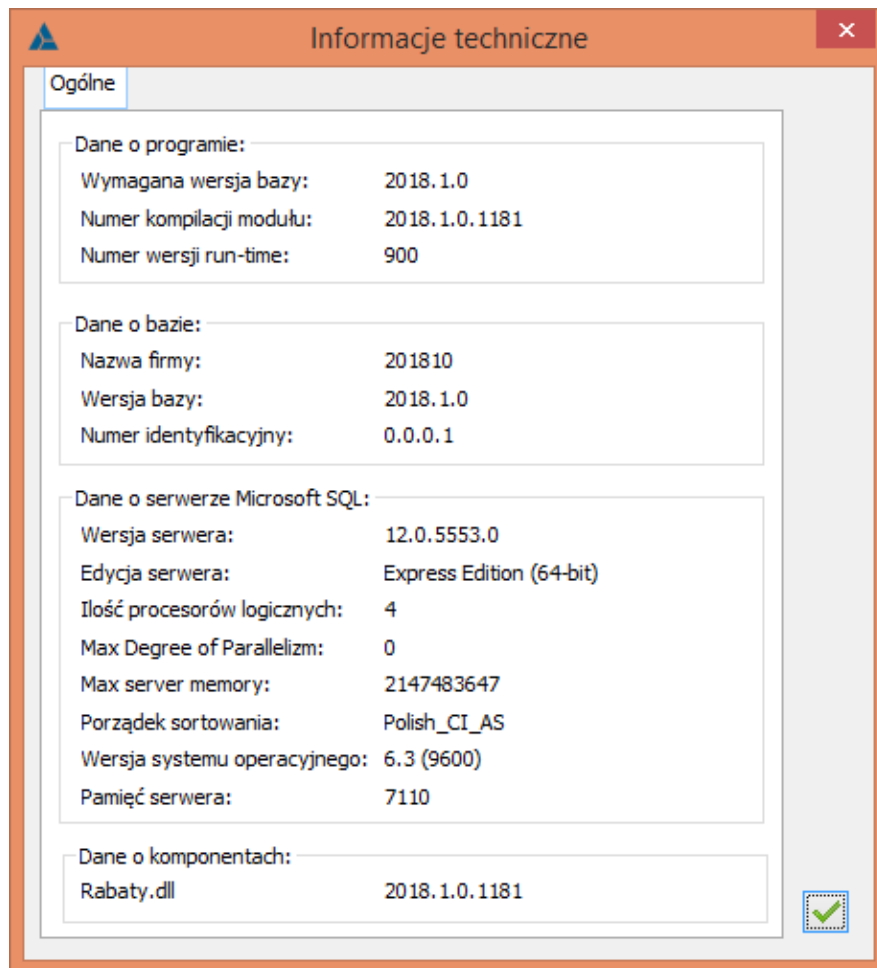 Informacje techniczne
Ogólne
Dane o programie:
Wymagana wersja bazy: 2018.1.0
Numer kompilacji modułu: 2018.1.0.1181
Numer wersji run-time: 900
Dane o bazie:
Nazwa firmy: 201810
Wersja bazy: 2018.1.0
Numer identyfikacyjny: 0.0.0.1
Dane o serwerze Microsoft SQL:
Wersja serwera: 12.0.5553.0
Edycja serwera: Express Edition (64-bit)
Ilość procesorów logicznych: 4
Max Degree of Parallelizm: 0
Max server memory: 2147483647
Porządek sortowania: Polish_CI_AS
Wersja systemu operacyjnego: 6.3 (9600)
Pamięć serwera: 7110
Dane o komponentach:
Rabaty.dll 2018.1.0.1181